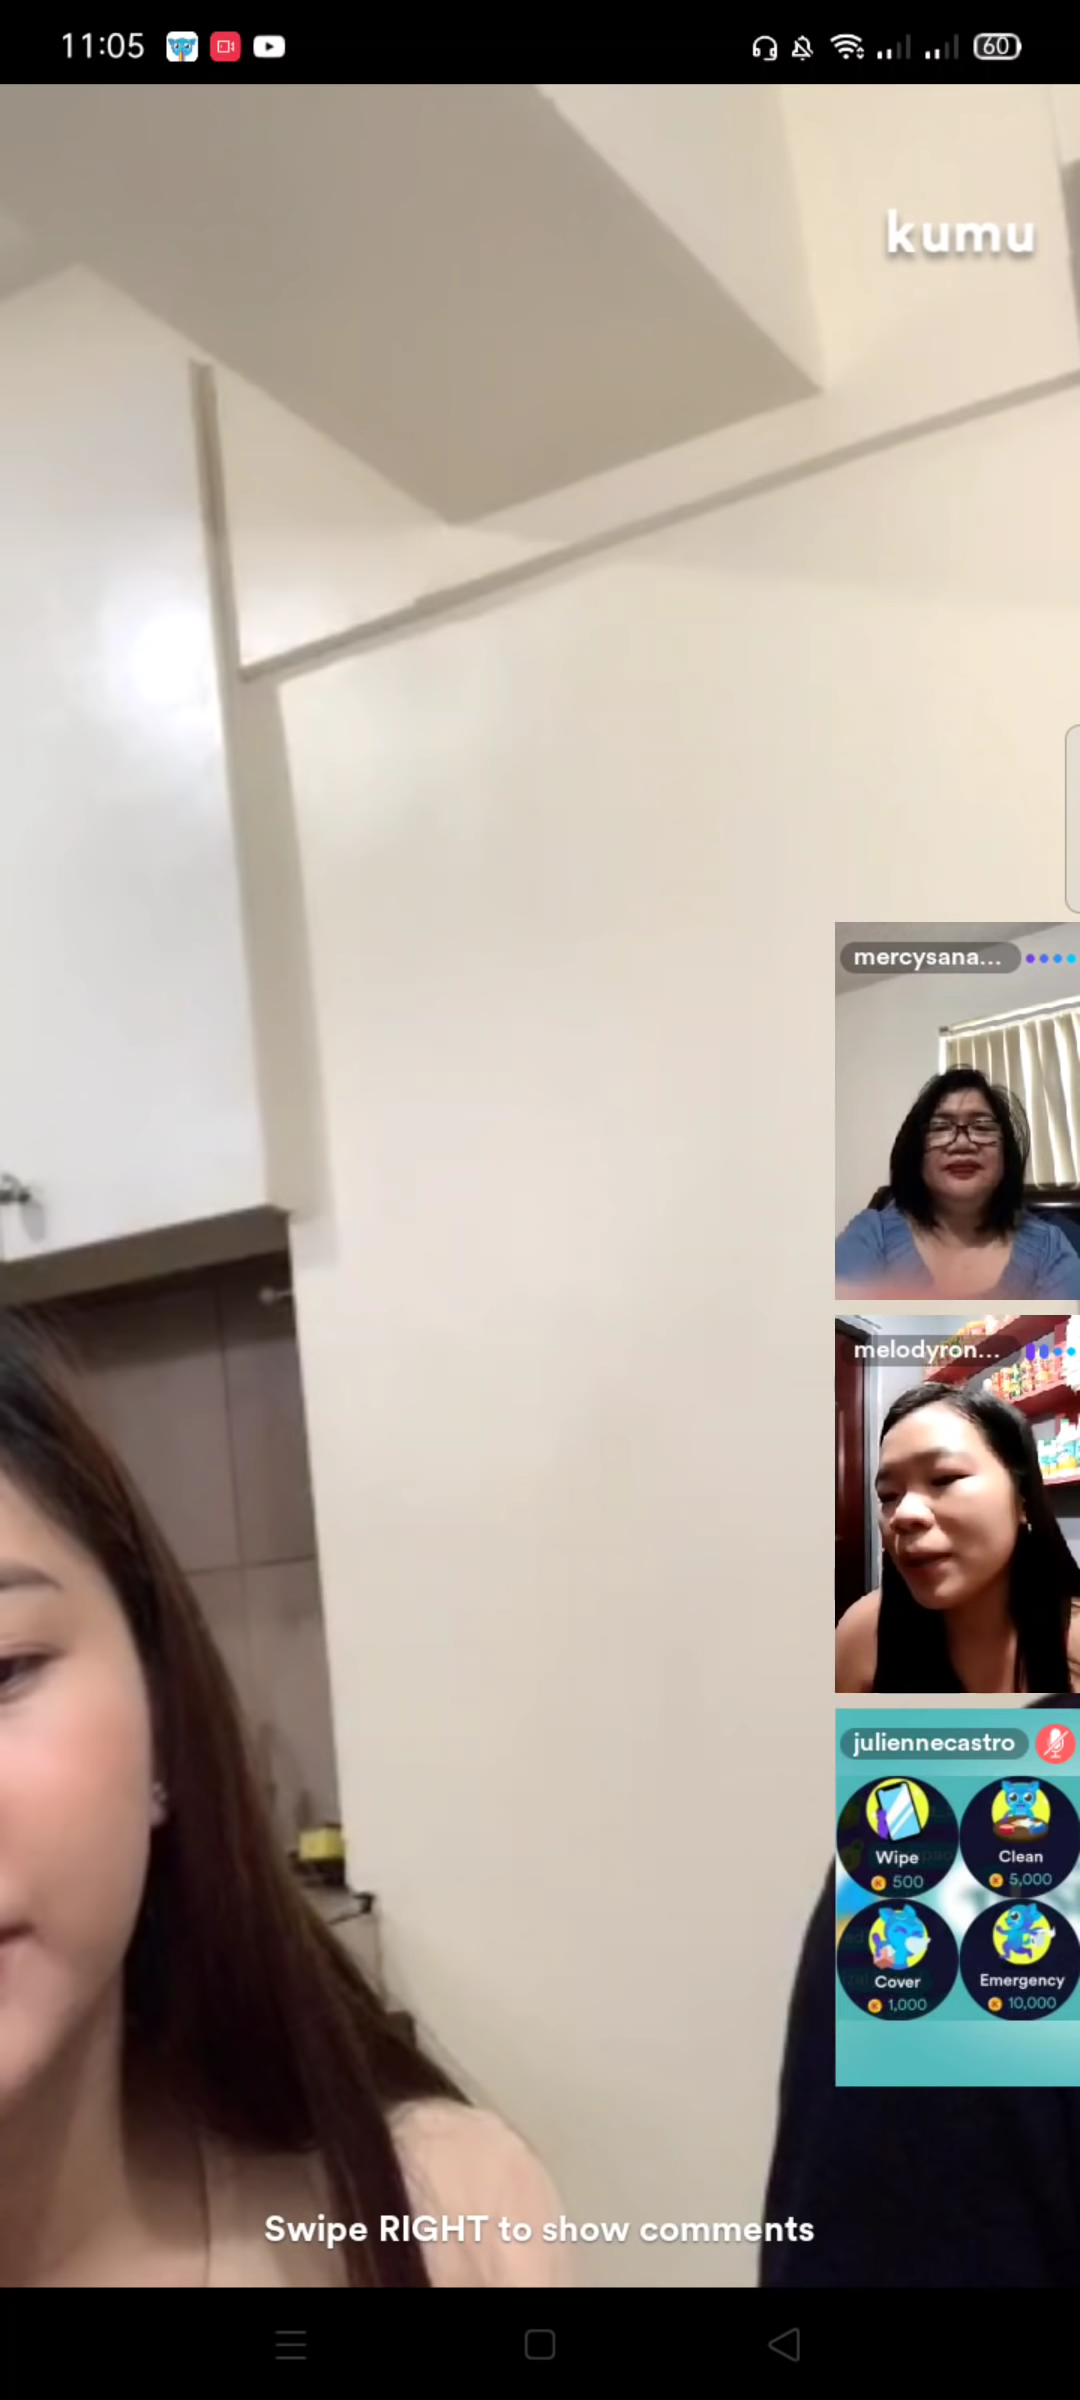 11:05
60
kumu
mercysana...
melodyron...
juliennecastro
Wipe
500
Clean
5,000
Cover
1,000
Emergency
10,000
Swipe RIGHT to show comments